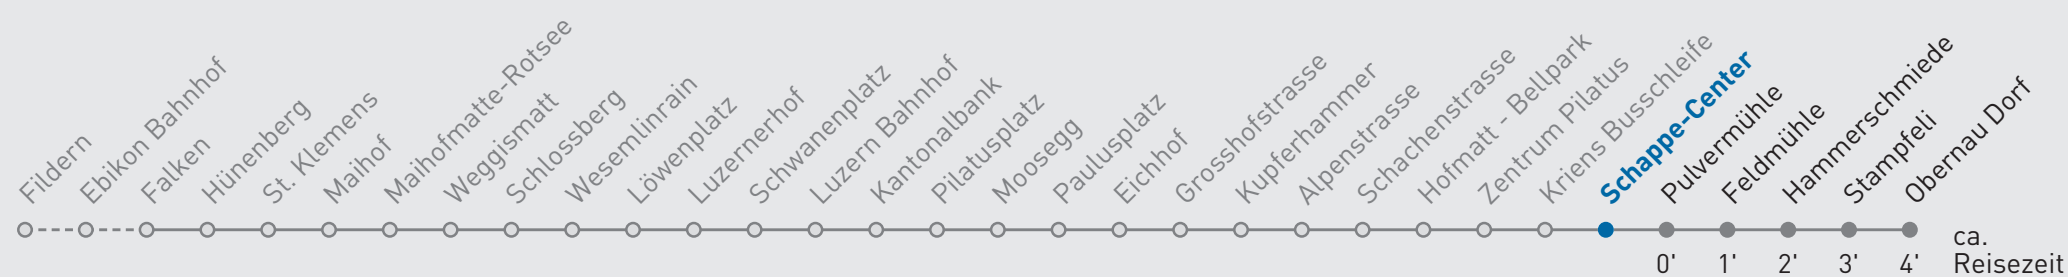 Fildern
Ebikon Bahnhof
Falken
Hünenberg
St. Klemens
Maihof
Maihofmatte-Rotsee
Weggismatt
Schlossberg
Wesemlinrain
Löwenplatz
Luzernerhof
Schwanenplatz
Luzern Bahnhof
Kantonalbank
Pilatusplatz
Moosegg
Paulusplatz
Eichhof
Grosshofstrasse
Kupferhammer
Alpenstrasse
Schachenstrasse
Hofmatt - Bellpark
Zentrum Pilatus
Kriens Busschleife
Schappe-Center
Pulvermühle
Feldmühle
Hammerschmiede
Stampfeli
Obernau Dorf
ca.
0' 1' 2' 3' 4' Reisezeit